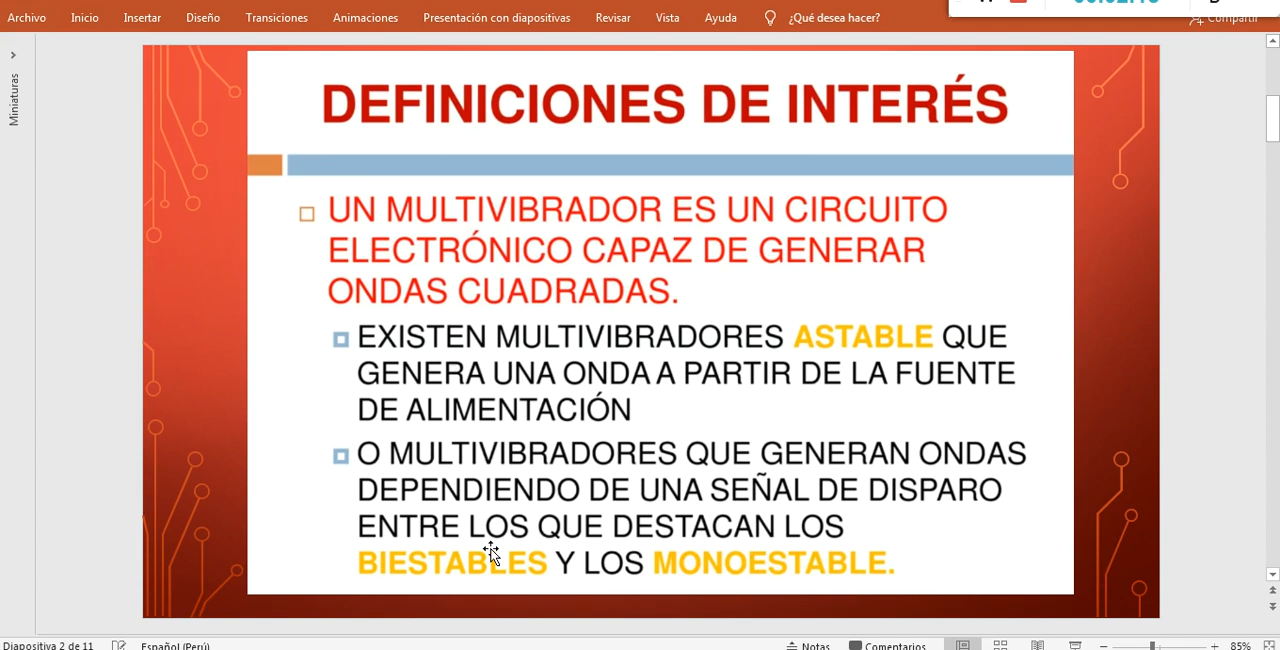 Archivo Inicio Insertar Diseño Transiciones Animaciones Presentación con diapositivas Revisar Vista Ayuda ¿Qué desea hacer?
Compartir
Miniaturas
DEFINICIONES DE INTERÉS
UN MULTIVIBRADOR ES UN CIRCUITO
ELECTRÓNICO CAPAZ DE GENERAR
ONDAS CUADRADAS.
EXISTEN MULTIVIBRADORES ASTABLE QUE
GENERA UNA ONDA A PARTIR DE LA FUENTE
DE ALIMENTACIÓN
O MULTIVIBRADORES QUE GENERAN ONDAS
DEPENDIENDO DE UNA SEÑAL DE DISPARO
ENTRE LOS QUE DESTACAN LOS
BIESTABLES Y LOS MONOESTABLE.
Diapositiva 2 de 11 Español (Perú) Notas Comentarios 85%